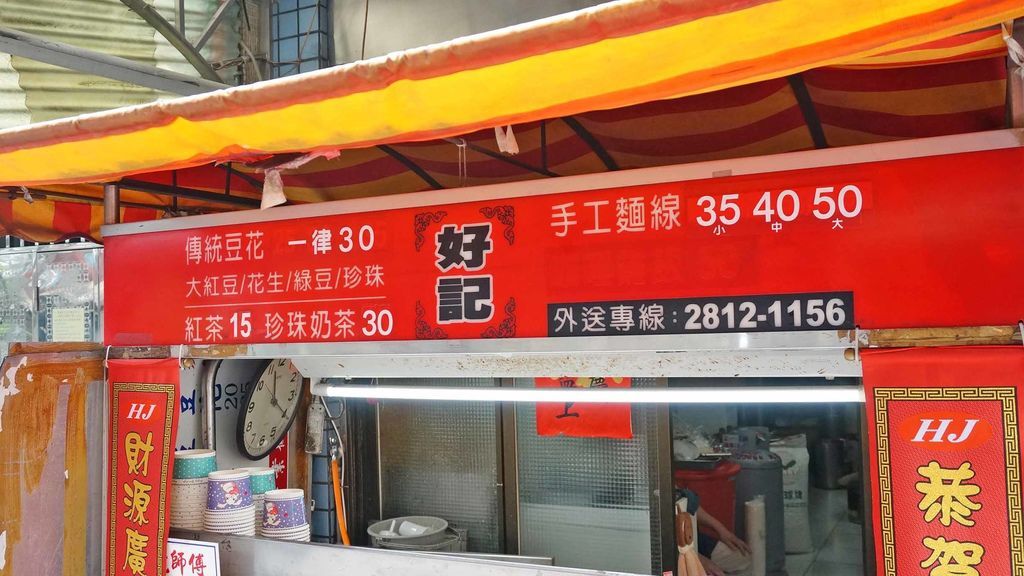 傳統豆花 一律30
大紅豆/花生/綠豆/珍珠
紅茶15 珍珠奶茶30
好記
手工麵線 35 40 50
小 中 大
外送專線：2812-1156
HJ
財源廣
師傅
HJ
恭賀